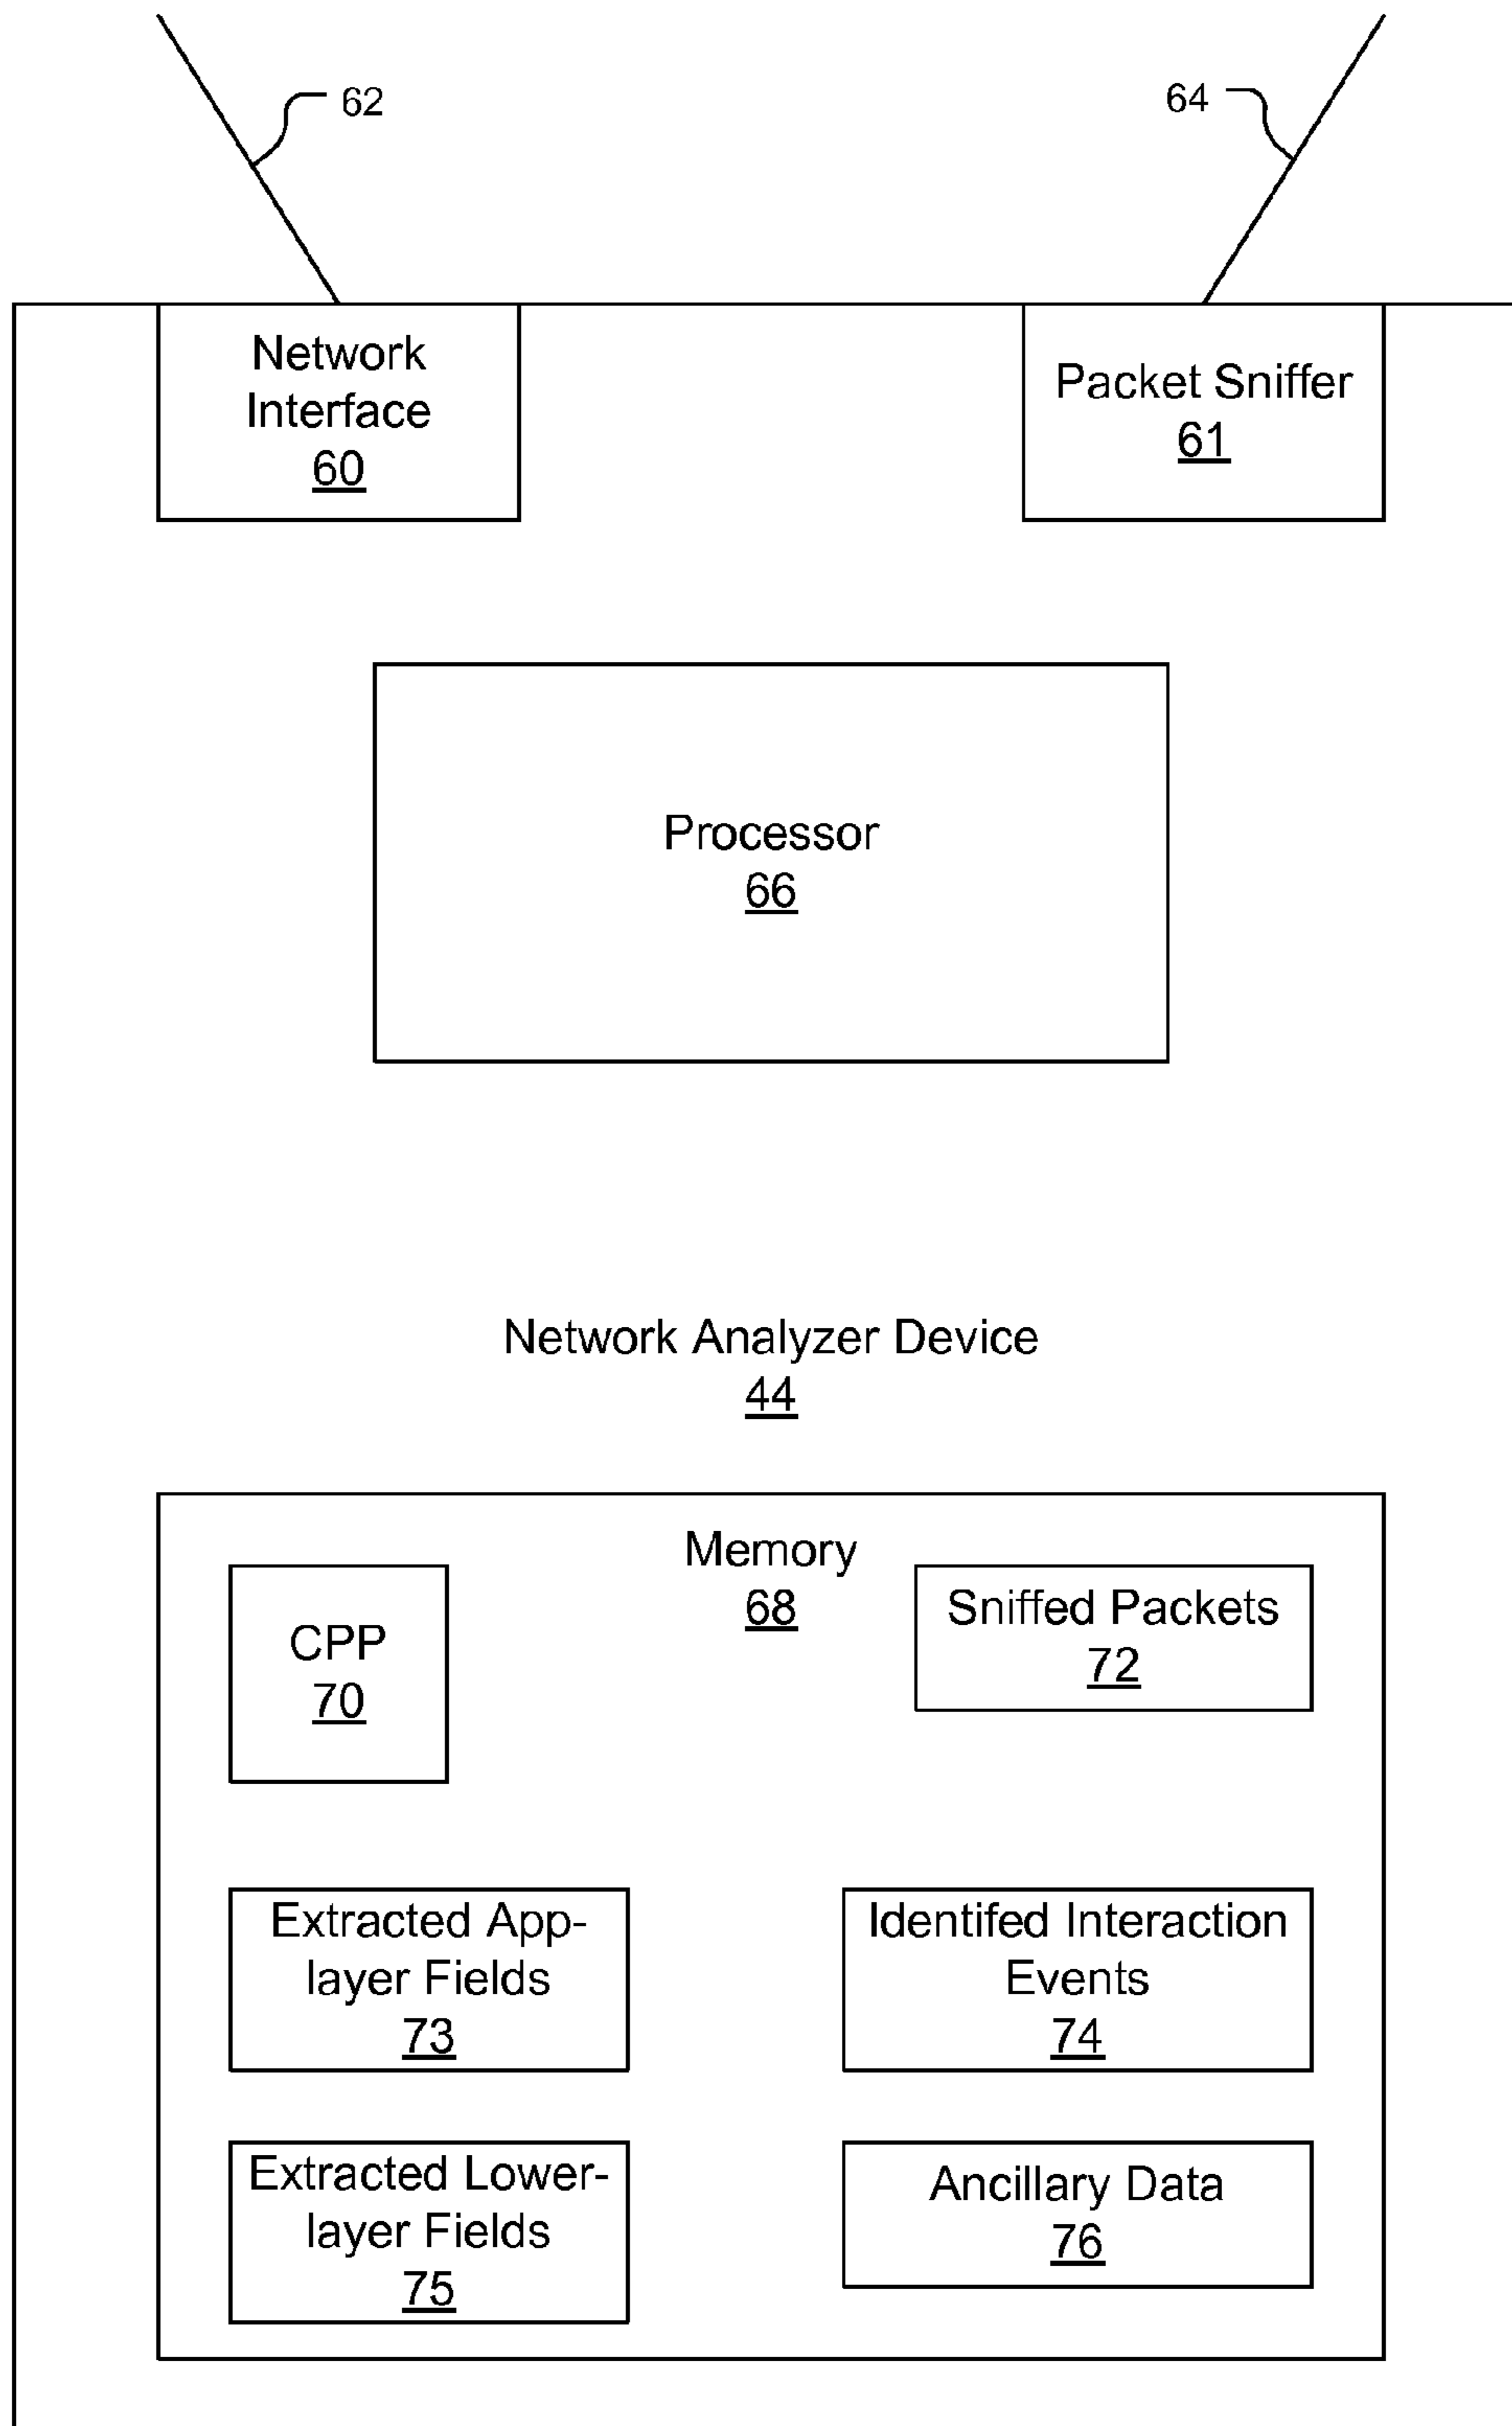 62
64
Network
Interface
60
Packet Sniffer
61
Processor
66
Network Analyzer Device
44
Memory
68
CPP
70
Sniffed Packets
72
Extracted App-
layer Fields
73
Identifed Interaction
Events
74
Extracted Lower-
layer Fields
75
Ancillary Data
76